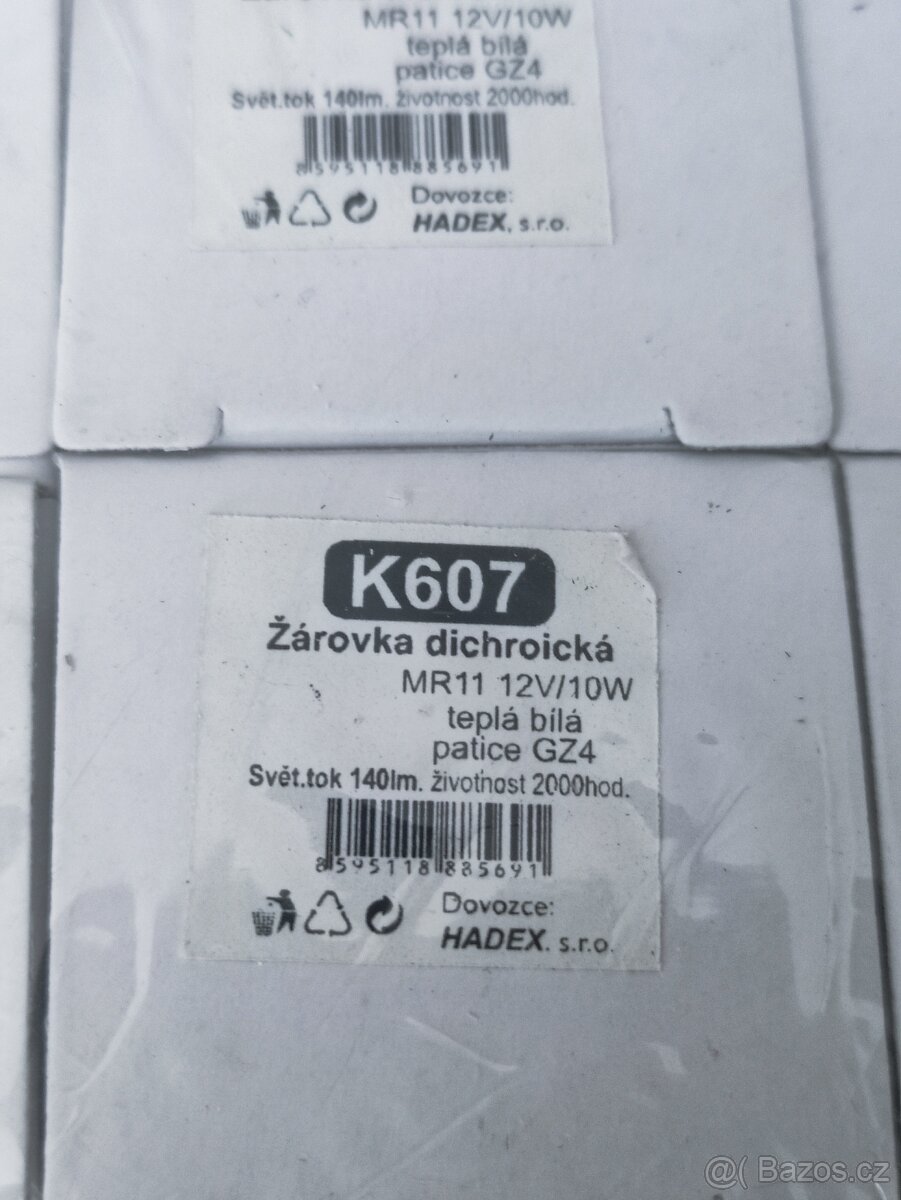 MR11 12V/10W
teplá bílá
patice GZ4
Svět.tok 140lm. životnost 2000hod.
8595118885691
Dovozce:
HADEX, s.r.o.
K607
Žárovka dichroická
MR11 12V/10W
teplá bílá
patice GZ4
Svět.tok 140lm. životnost 2000hod.
8595118885691
Dovozce:
HADEX. s.r.o.
@( Bazos.cz